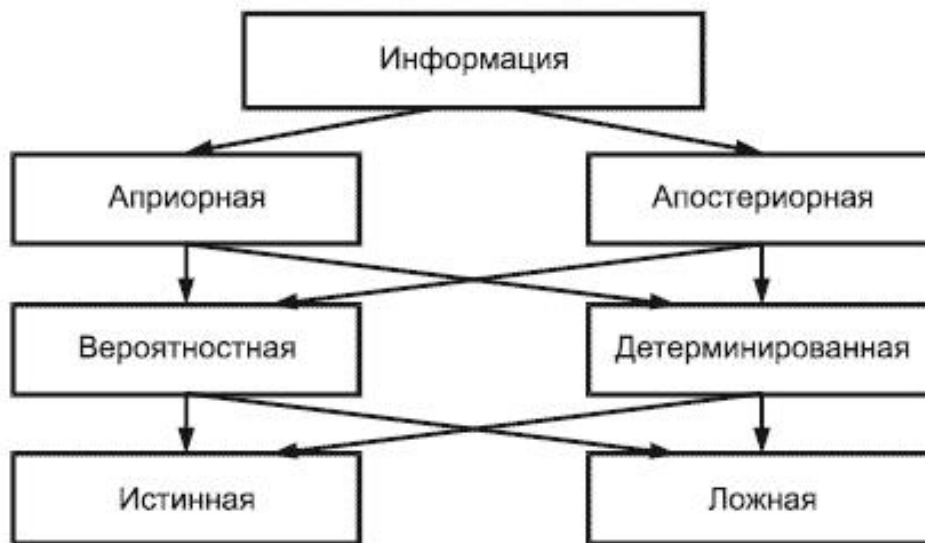 Информация
Априорная
Апостериорная
Вероятностная
Детерминированная
Истинная
Ложная